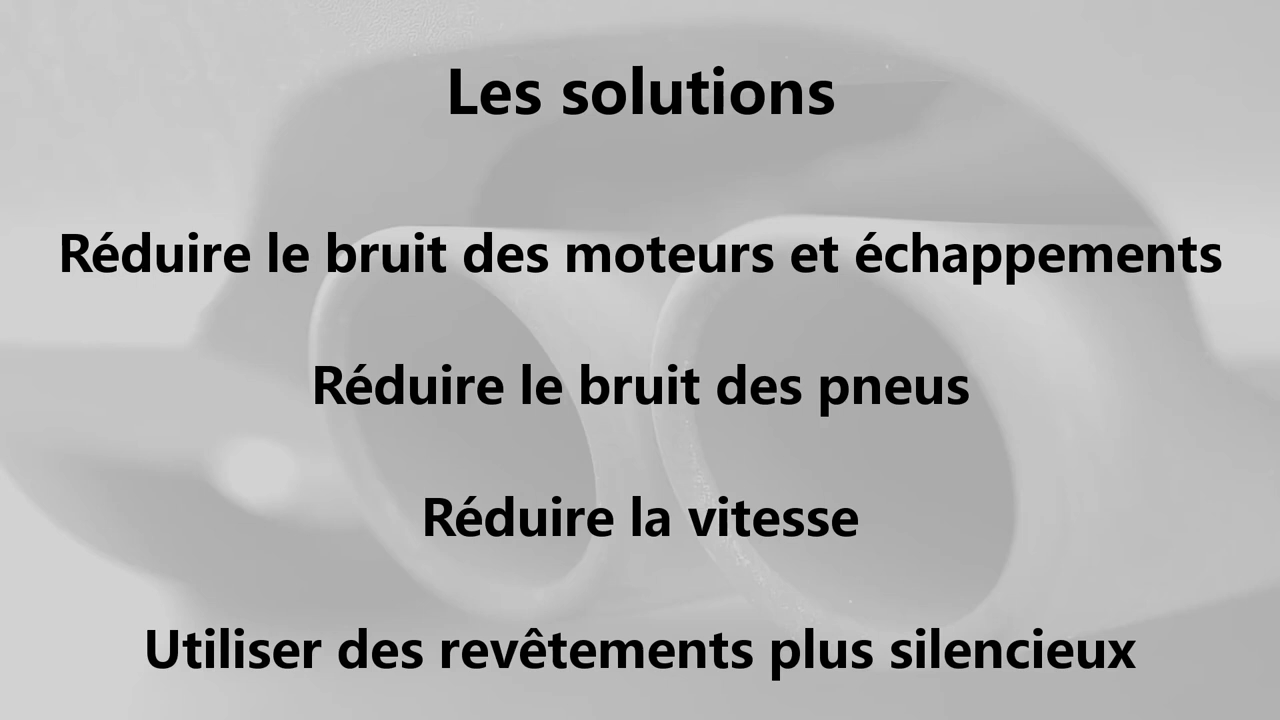 Les solutions
Réduire le bruit des moteurs et échappements
Réduire le bruit des pneus
Réduire la vitesse
Utiliser des revêtements plus silencieux